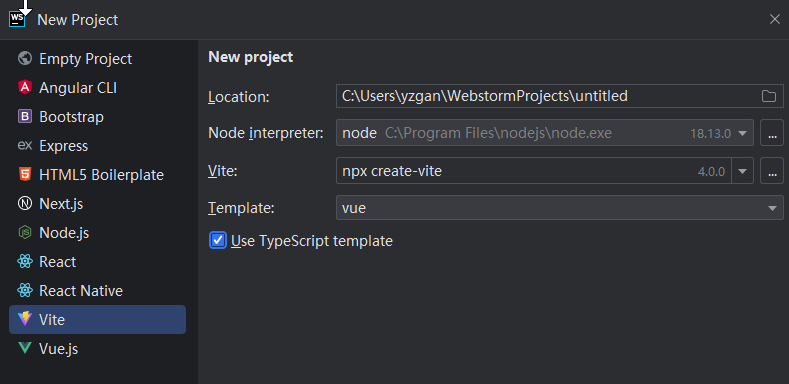 WS
New Project
Empty Project
Angular CLI
Bootstrap
ex Express
HTML5 Boilerplate
Next.js
Node.js
React
React Native
Vite
Vue.js
New project
Location: C:\Users\yzgan\WebstormProjects\untitled
Node interpreter: node C:\Program Files\nodejs\node.exe 18.13.0 ...
Vite: npx create-vite 4.0.0 ...
Template: vue
Use TypeScript template